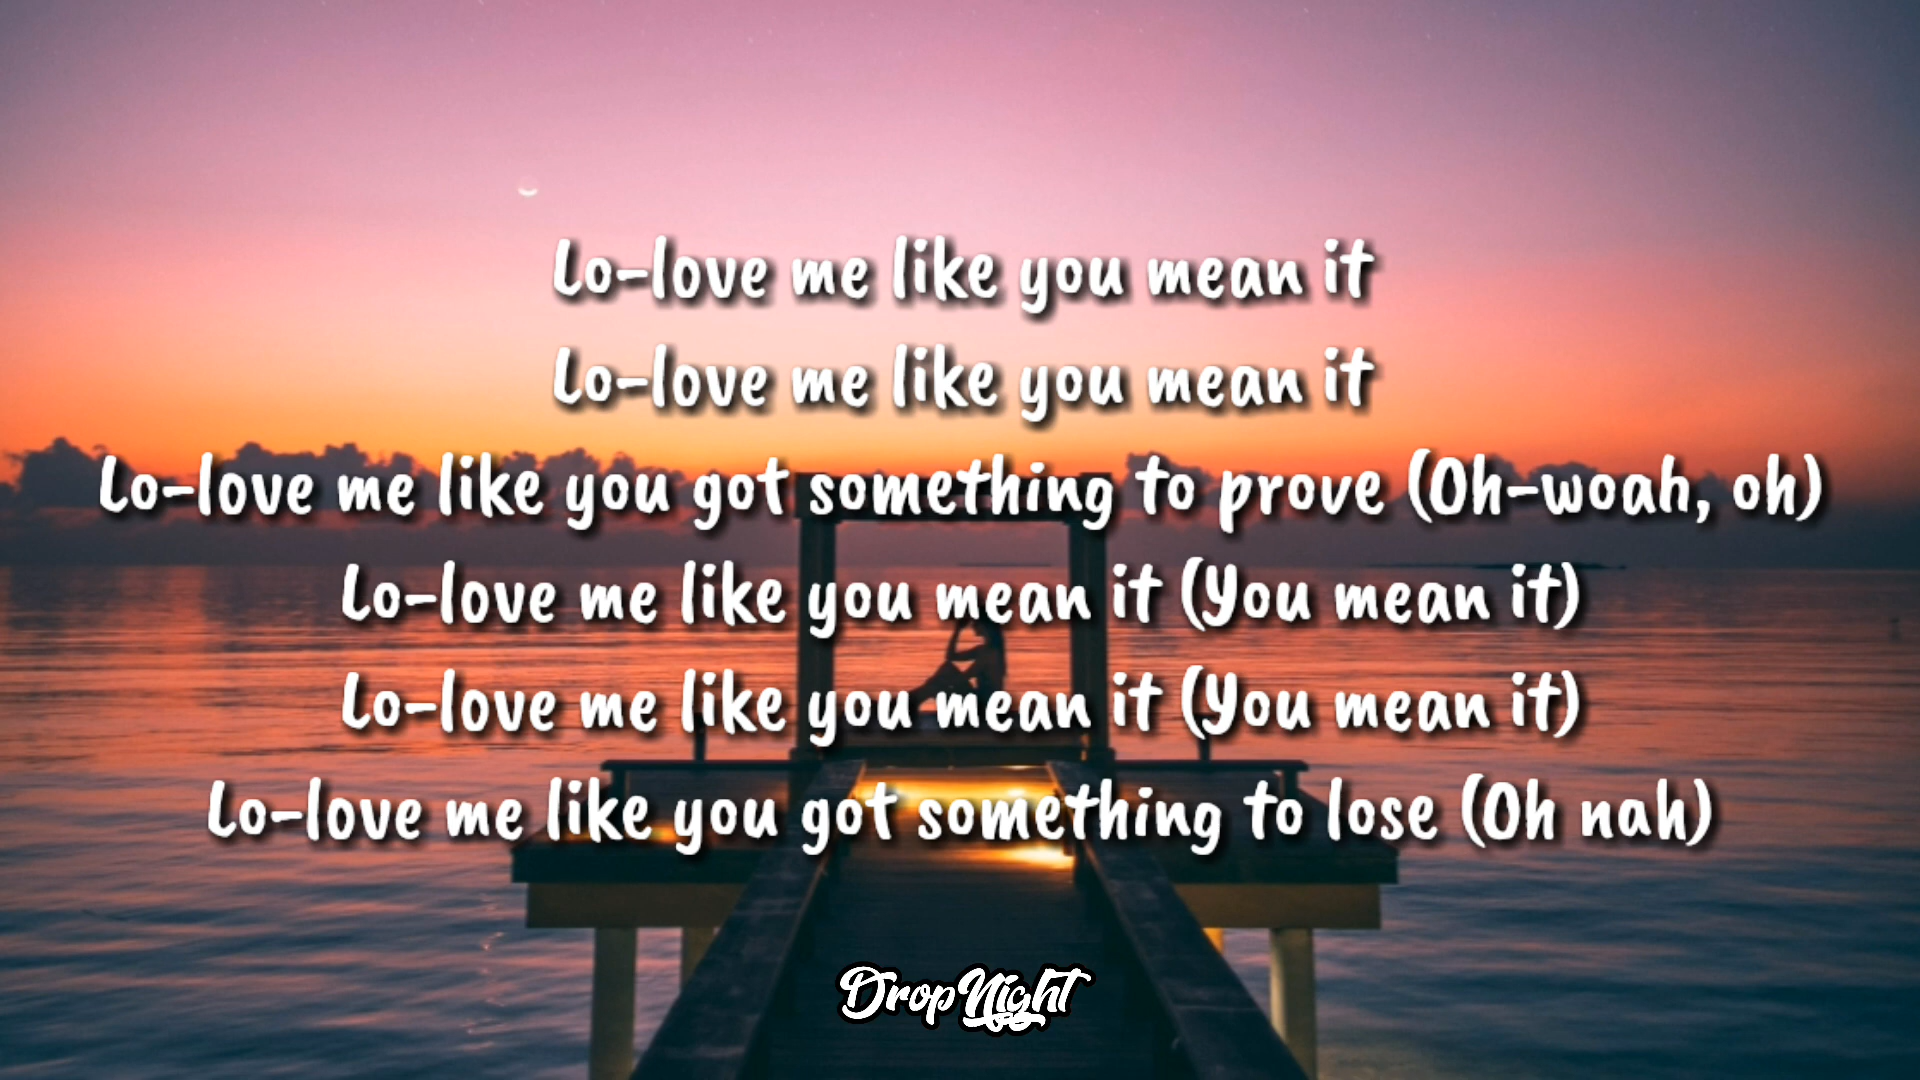 Lo-love me like you mean it
Lo-love me like you mean it
Lo-love me like you got something to prove (Oh-woah, oh)
Lo-love me like you mean it (You mean it)
Lo-love me like you mean it (You mean it)
Lo-love me like you got something to lose (Oh nah)
DropNight